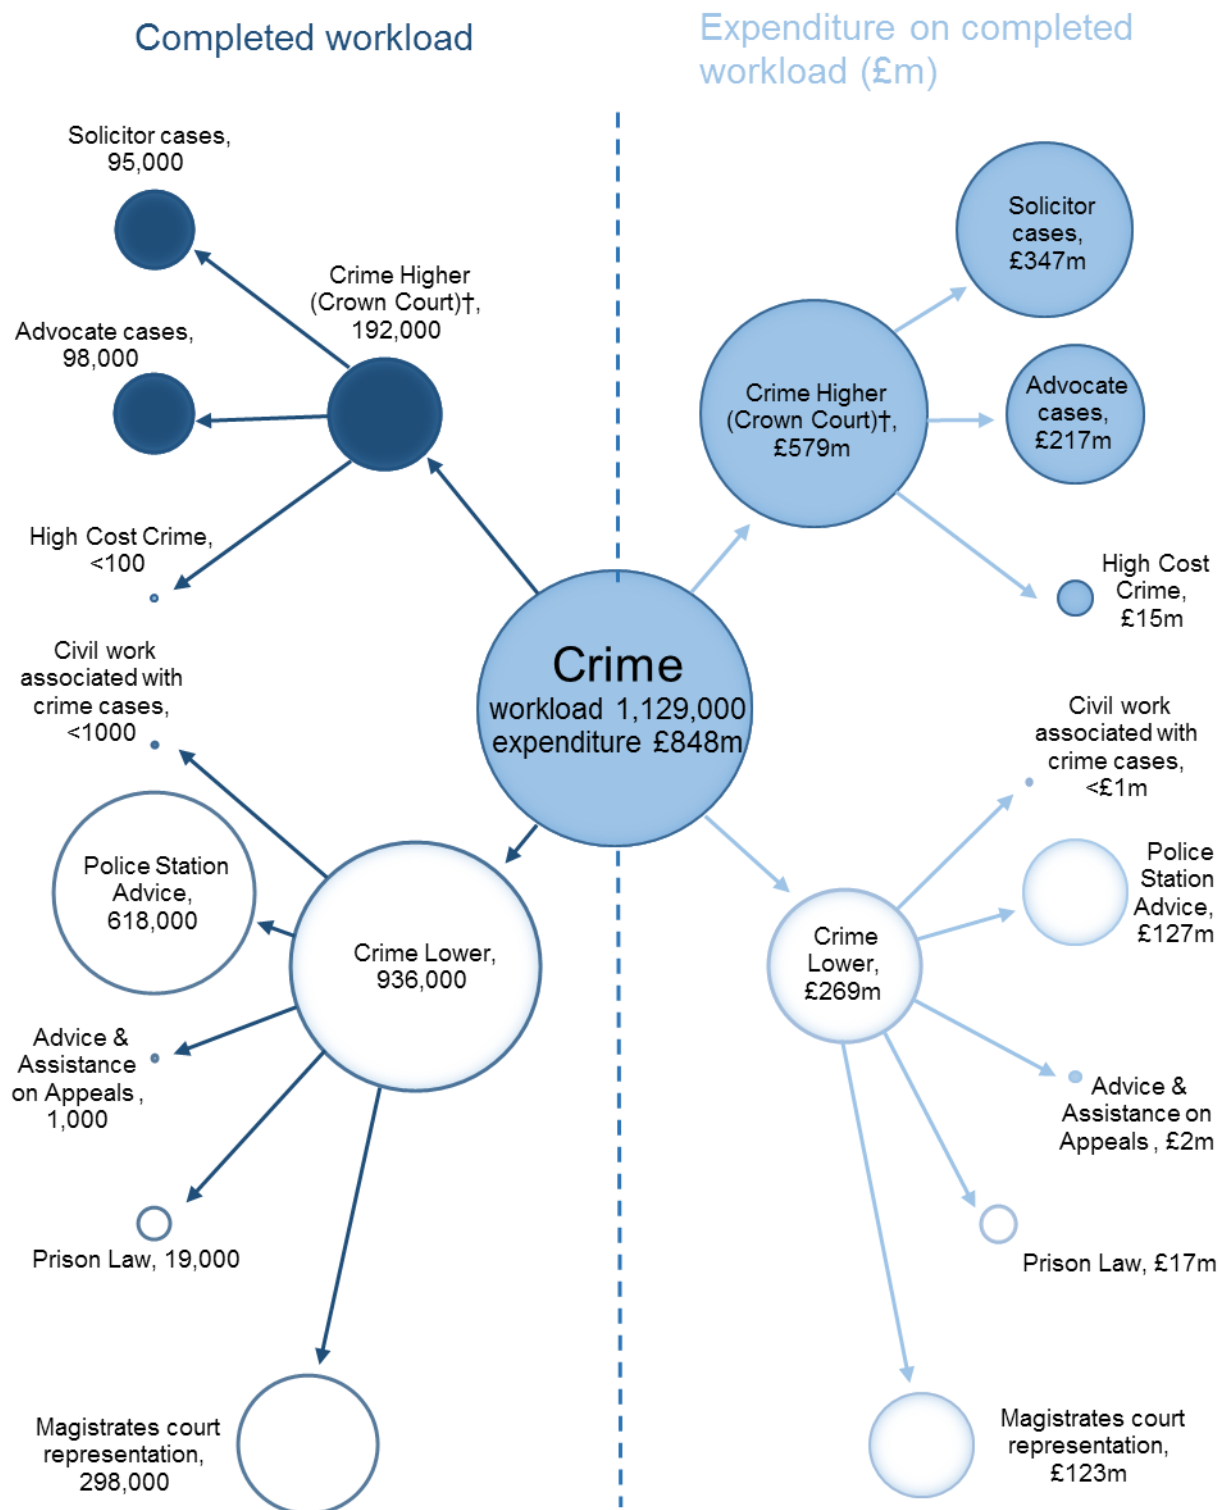 Completed workload
Expenditure on completed
workload (£m)
Solicitor cases,
95,000
Crime Higher
(Crown Court)†,
192,000
Advocate cases,
98,000
High Cost Crime,
<100
Civil work
associated with
crime cases,
<1000
Police Station
Advice,
618,000
Crime Lower,
936,000
Advice &
Assistance
on Appeals ,
1,000
Prison Law, 19,000
Magistrates court
representation,
298,000
Crime
workload 1,129,000
expenditure £848m
Solicitor
cases,
£347m
Crime Higher
(Crown Court)†,
£579m
Advocate
cases,
£217m
High Cost
Crime,
£15m
Civil work
associated with
crime cases,
<£1m
Police
Station
Advice,
£127m
Crime
Lower,
£269m
Advice &
Assistance on
Appeals , £2m
Prison Law, £17m
Magistrates court
representation,
£123m